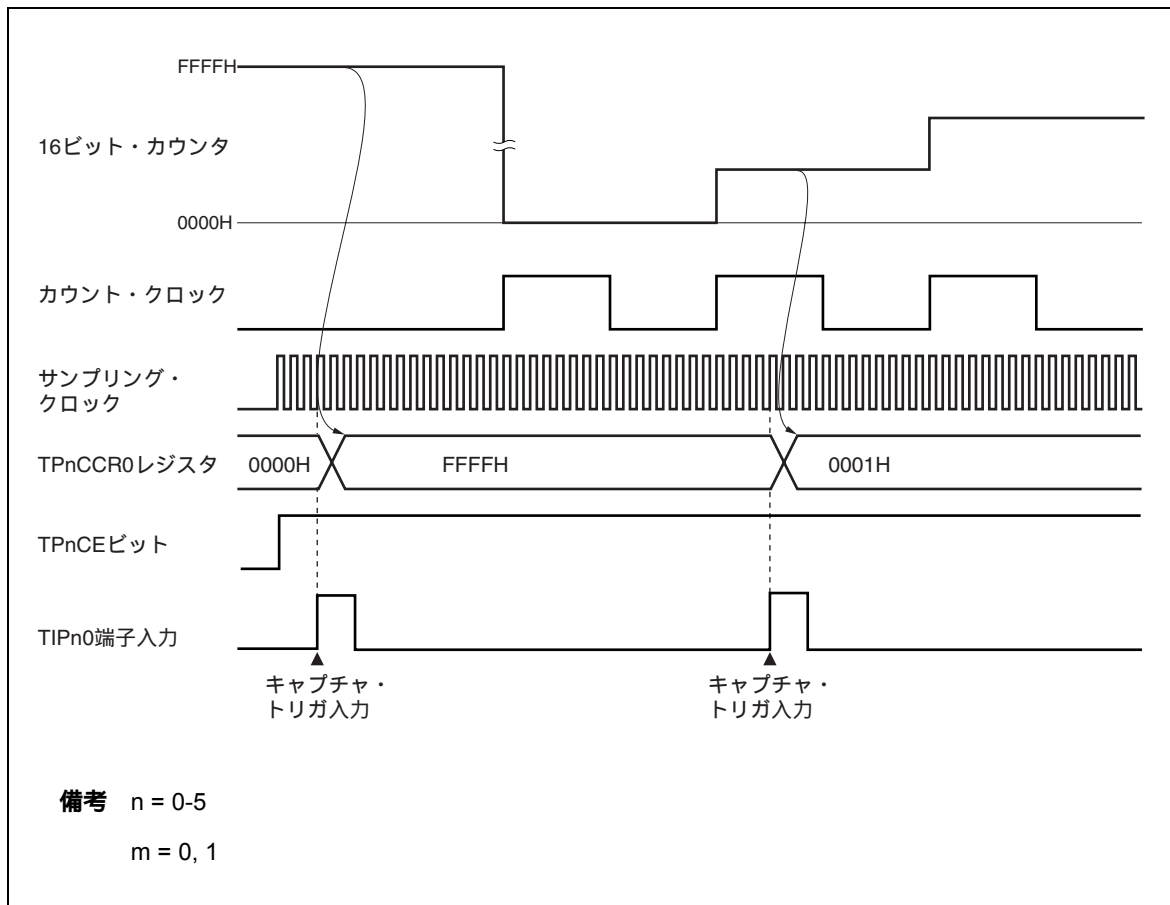 FFFFH
16ビット・カウンタ
0000H
カウント・クロック
サンプリング・
クロック
TPnCCR0レジスタ 0000H FFFFH 0001H
TPnCEビット
TIPn0端子入力
キャプチャ・
トリガ入力
キャプチャ・
トリガ入力
備考 n = 0-5
m = 0, 1